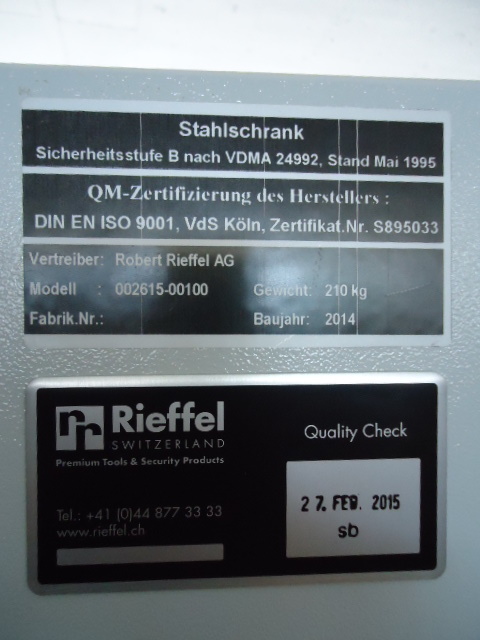 Stahlschrank
Sicherheitsstufe B nach VDMA 24992, Stand Mai 1995
QM-Zertifizierung des Herstellers :
DIN EN ISO 9001, VdS Köln, Zertifikat.Nr. S895033
Vertreiber: Robert Rieffel AG
Modell : 002615-00100 Gewicht: 210 kg
Fabrik.Nr.: Baujahr: 2014
Rieffel
SWITZERLAND
Premium Tools & Security Products
Quality Check
27. FEB. 2015
sb
Tel.: +41 (0)44 877 33 33
www.rieffel.ch